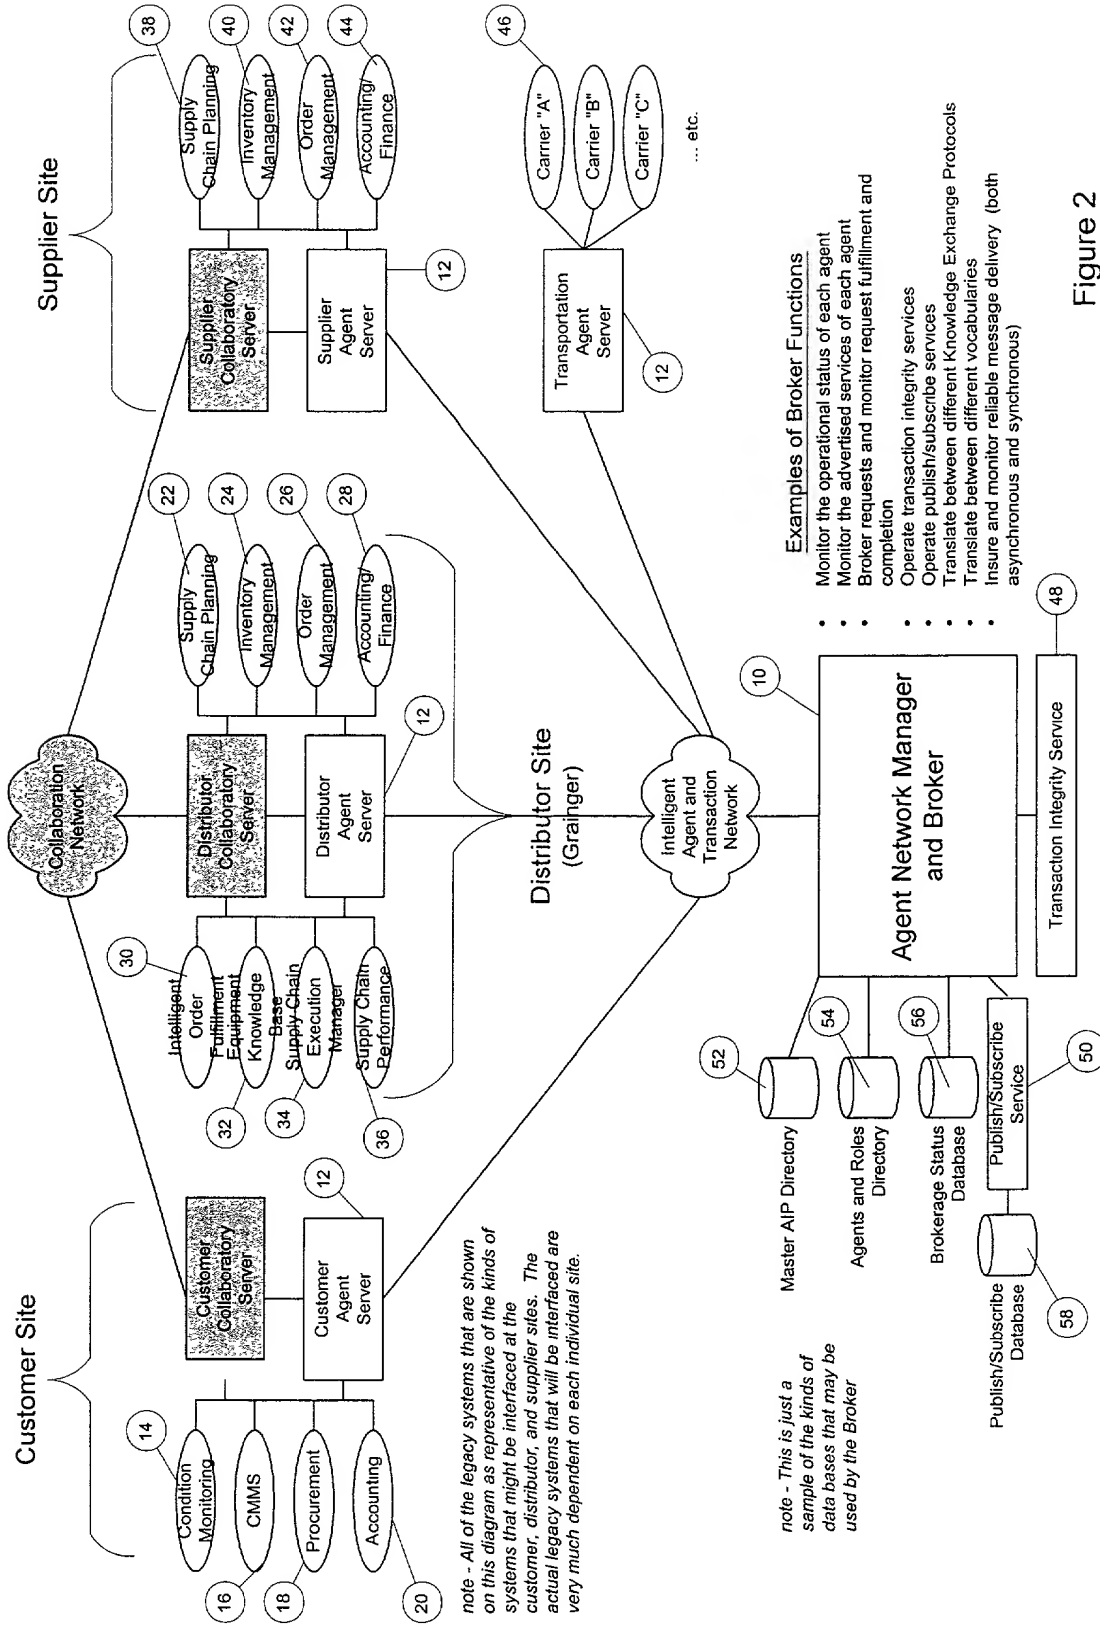 Collaboration
Network
Customer Site
Supplier Site
14
Condition
Monitoring
16
CMMS
18
Procurement
20
Accounting
Customer
Collaboratory
Server
Customer
Agent
Server
12
30
Intelligent
Order
Fulfillment
32
Equipment
Knowledge
Base
34
Supply Chain
Execution
Manager
36
Supply Chain
Performance
Distributor
Collaboratory
Server
Distributor
Agent
Server
12
22
Supply
Chain Planning
24
Inventory
Management
26
Order
Management
28
Accounting/
Finance
Distributor Site
(Grainger)
Supplier
Collaboratory
Server
Supplier
Agent
Server
12
38
Supply
Chain Planning
40
Inventory
Management
42
Order
Management
44
Accounting/
Finance
note - All of the legacy systems that are shown
on this diagram as representative of the kinds of
systems that might be interfaced at the
customer, distributor, and supplier sites. The
actual legacy systems that will be interfaced are
very much dependent on each individual site.
Intelligent
Agent and
Transaction
Network
Transportation
Agent
Server
12
46
Carrier "A"
Carrier "B"
Carrier "C"
... etc.
note - This is just a
sample of the kinds of
data bases that may be
used by the Broker
52
Master AIP Directory
54
Agents and Roles
Directory
56
Brokerage Status
Database
Publish/Subscribe
Service
50
Publish/Subscribe
Database
58
10
Agent Network Manager
and Broker
Transaction Integrity Service
48
Examples of Broker Functions
• Monitor the operational status of each agent
• Monitor the advertised services of each agent
• Broker requests and monitor request fulfillment and
completion
• Operate transaction integrity services
• Operate publish/subscribe services
• Translate between different Knowledge Exchange Protocols
• Translate between different vocabularies
• Insure and monitor reliable message delivery (both
asynchronous and synchronous)
Figure 2